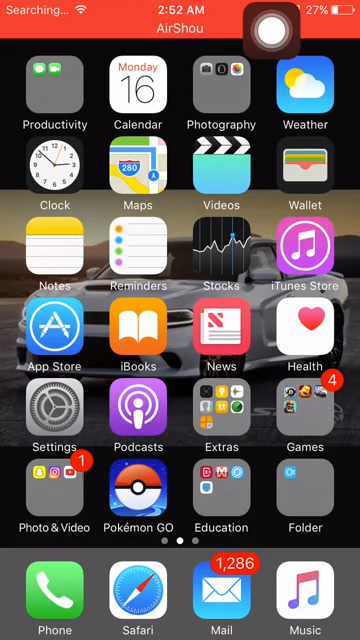 Searching... 2:52 AM 27%
AirShou
Monday
16
Productivity Calendar Photography Weather
280
Clock Maps Videos Wallet
Notes Reminders Stocks iTunes Store
App Store iBooks News Health
4
Settings Podcasts Extras Games
1
Photo & Video Pokémon GO Education Folder
1,286
Phone Safari Mail Music